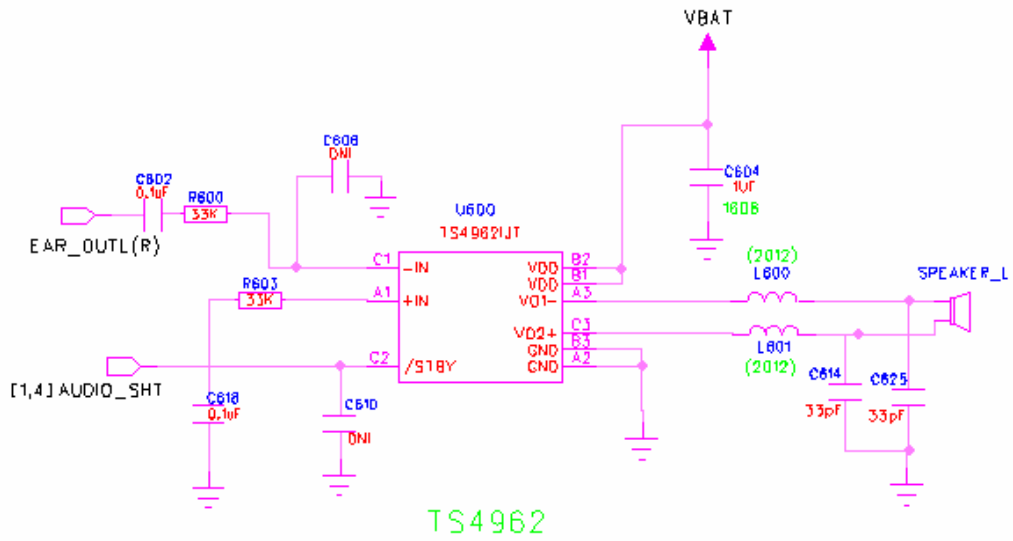 VBAT
C606
DNI
C602
0.1uF
R600
33K
C604
1UF
1608
U600
TS4962IJT
EAR_OUTL(R)
C1
-IN
VDD
B2
VDD
B1
(2012)
L600
SPEAKER_L
R603
33K
A1
+IN
VO1-
A3
VO2+
C3
L601
(2012)
GND
B3
C2
/STBY
GND
A2
[1,4]AUDIO_SHT
C618
0.1uF
C610
DNI
C614
33pF
C625
33pF
TS4962